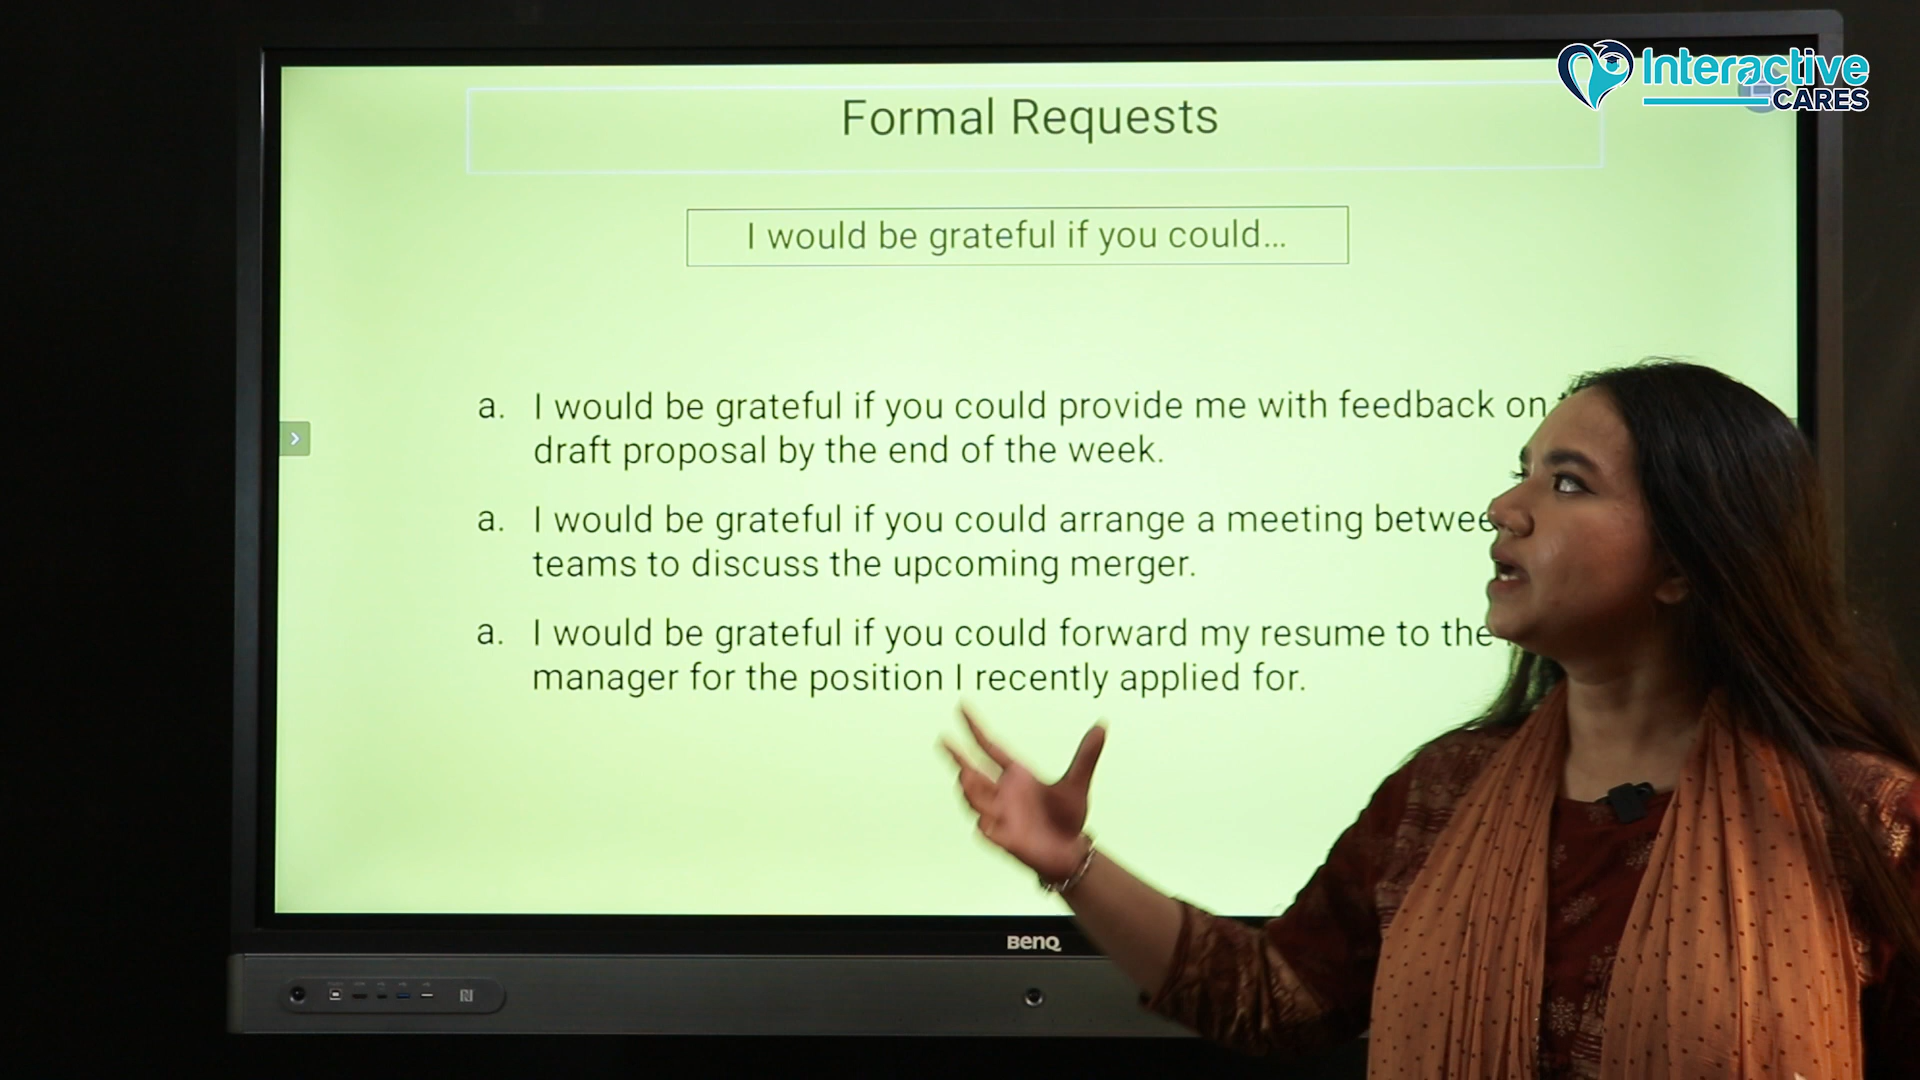 Interactive
CARES
Formal Requests
I would be grateful if you could...
a. I would be grateful if you could provide me with feedback on
draft proposal by the end of the week.
a. I would be grateful if you could arrange a meeting
teams to discuss the upcoming merger.
a. I would be grateful if you could forward my resume to the
manager for the position I recently applied for.
BenQ